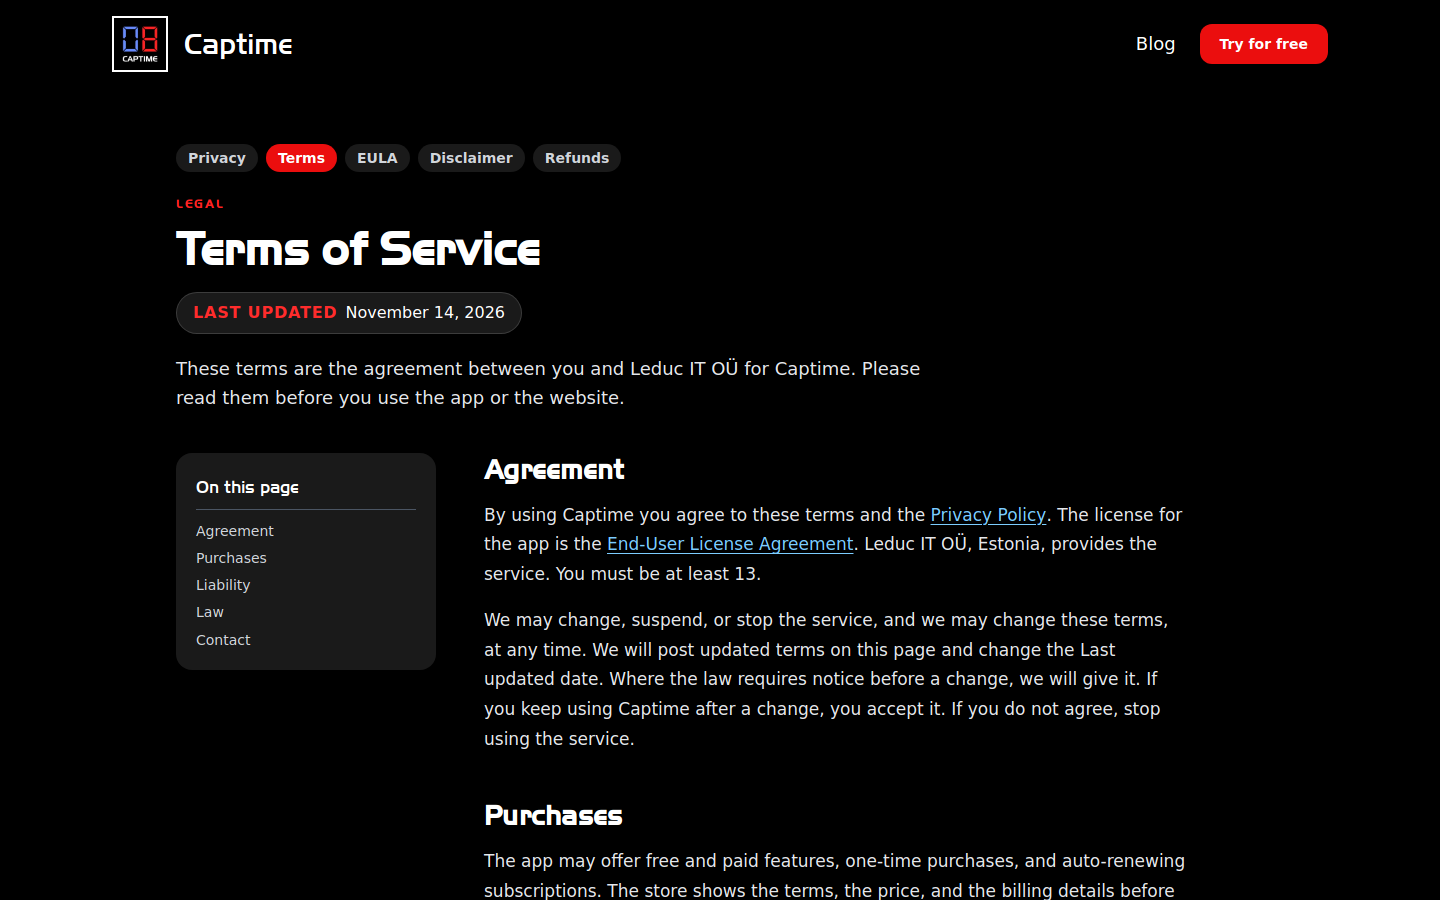 08
CAPTIME
Captime
Blog
Try for free
Privacy
Terms
EULA
Disclaimer
Refunds
LEGAL
Terms of Service
LAST UPDATED November 14, 2026
These terms are the agreement between you and Leduc IT OÜ for Captime. Please
read them before you use the app or the website.
On this page
Agreement
Purchases
Liability
Law
Contact
Agreement
By using Captime you agree to these terms and the Privacy Policy. The license for
the app is the End-User License Agreement. Leduc IT OÜ, Estonia, provides the
service. You must be at least 13.
We may change, suspend, or stop the service, and we may change these terms,
at any time. We will post updated terms on this page and change the Last
updated date. Where the law requires notice before a change, we will give it. If
you keep using Captime after a change, you accept it. If you do not agree, stop
using the service.
Purchases
The app may offer free and paid features, one-time purchases, and auto-renewing
subscriptions. The store shows the terms, the price, and the billing details before